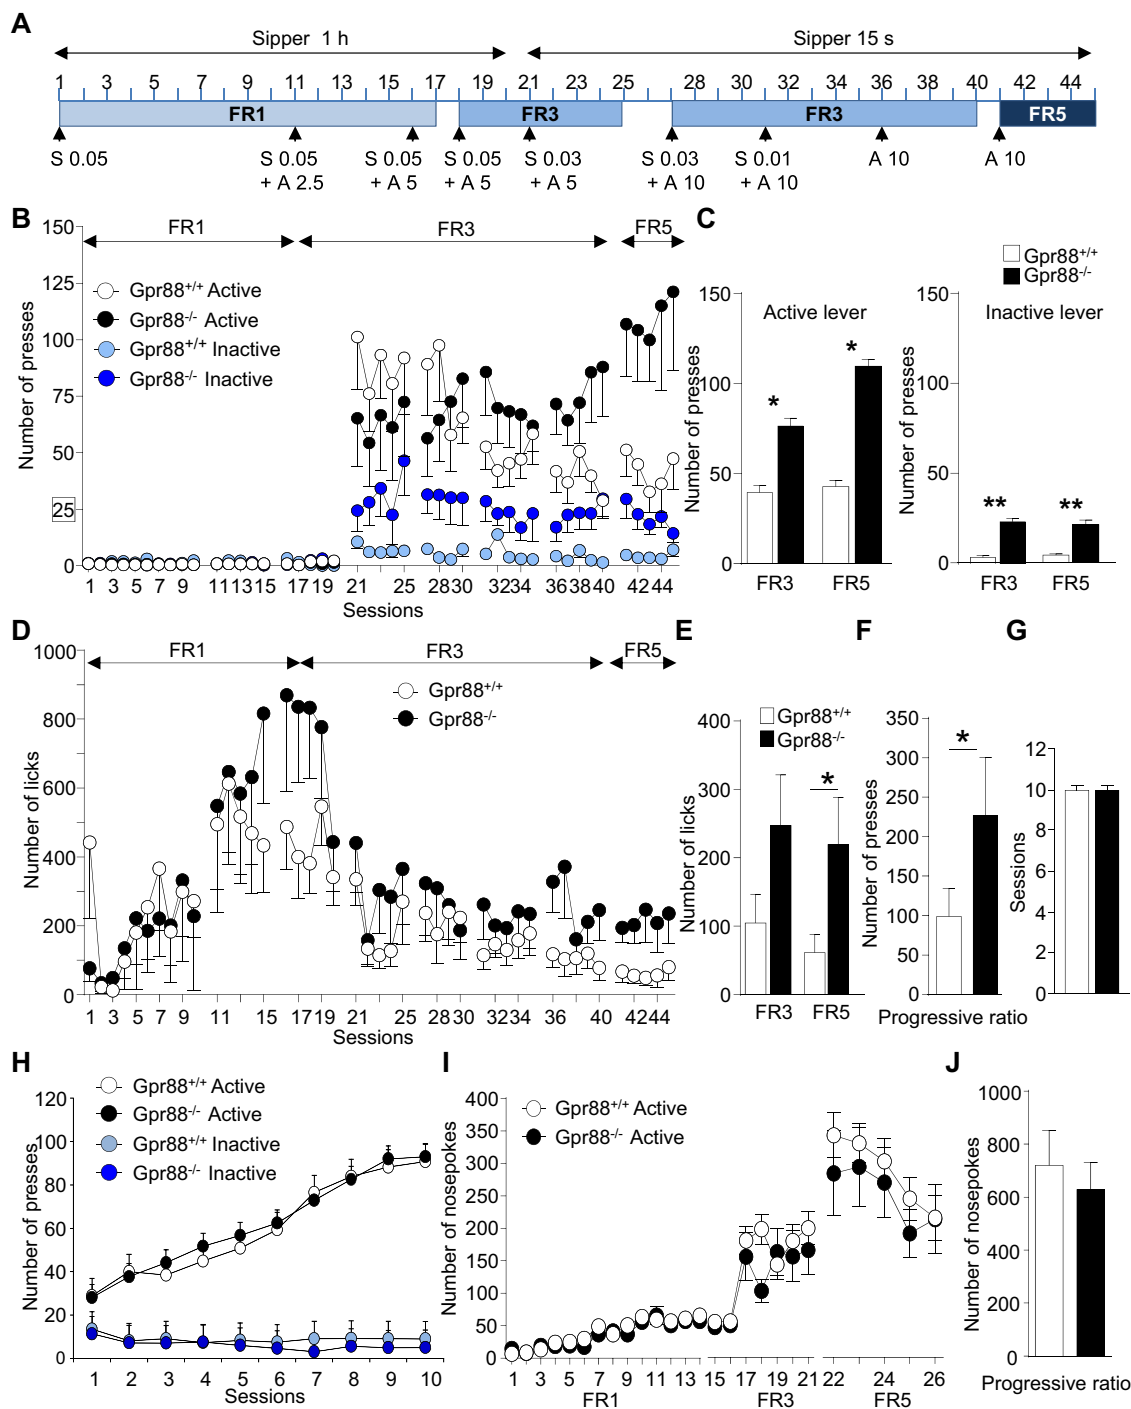 A
Sipper 1 h
Sipper 15 s
1 3 5 7 9 11 13 15 17 19 21 23 25 28 30 32 34 36 38 40 42 44
FR1 FR3 FR3 FR5
S 0.05
S 0.05
+ A 2.5
S 0.05
+ A 5
S 0.05
+ A 5
S 0.03
+ A 5
S 0.03
+ A 10
S 0.01
+ A 10
A 10
A 10
B
FR1 FR3 FR5
Number of presses
150
125
100
75
50
25
0
Gpr88+/+ Active
Gpr88-/- Active
Gpr88+/+ Inactive
Gpr88-/- Inactive
1 3 5 7 9 11 13 15 17 19 21 25 28 30 32 34 36 38 40 42 44
Sessions
C
Gpr88+/+
Gpr88-/-
Active lever
Number of presses
150
100
50
0
* *
FR3 FR5
Inactive lever
Number of presses
150
100
50
0
** **
FR3 FR5
D
FR1 FR3 FR5
Number of licks
1000
800
600
400
200
0
Gpr88+/+
Gpr88-/-
1 3 5 7 9 11 15 17 19 21 25 28 30 32 34 36 40 42 44
Sessions
E
Number of licks
400
300
200
100
0
Gpr88+/+
Gpr88-/-
*
FR3 FR5
F
Number of presses
350
300
250
200
150
100
50
0
*
Progressive ratio
G
Sessions
12
10
8
6
4
2
0
H
Number of presses
120
100
80
60
40
20
0
Gpr88+/+ Active
Gpr88-/- Active
Gpr88+/+ Inactive
Gpr88-/- Inactive
1 2 3 4 5 6 7 8 9 10
Sessions
I
Number of nosepokes
400
350
300
250
200
150
100
50
0
Gpr88+/+ Active
Gpr88-/- Active
1 3 5 7 9 11 13 15 17 19 21 22 24 26
FR1 FR3 FR5
J
Number of nosepokes
1000
800
600
400
200
0
Progressive ratio